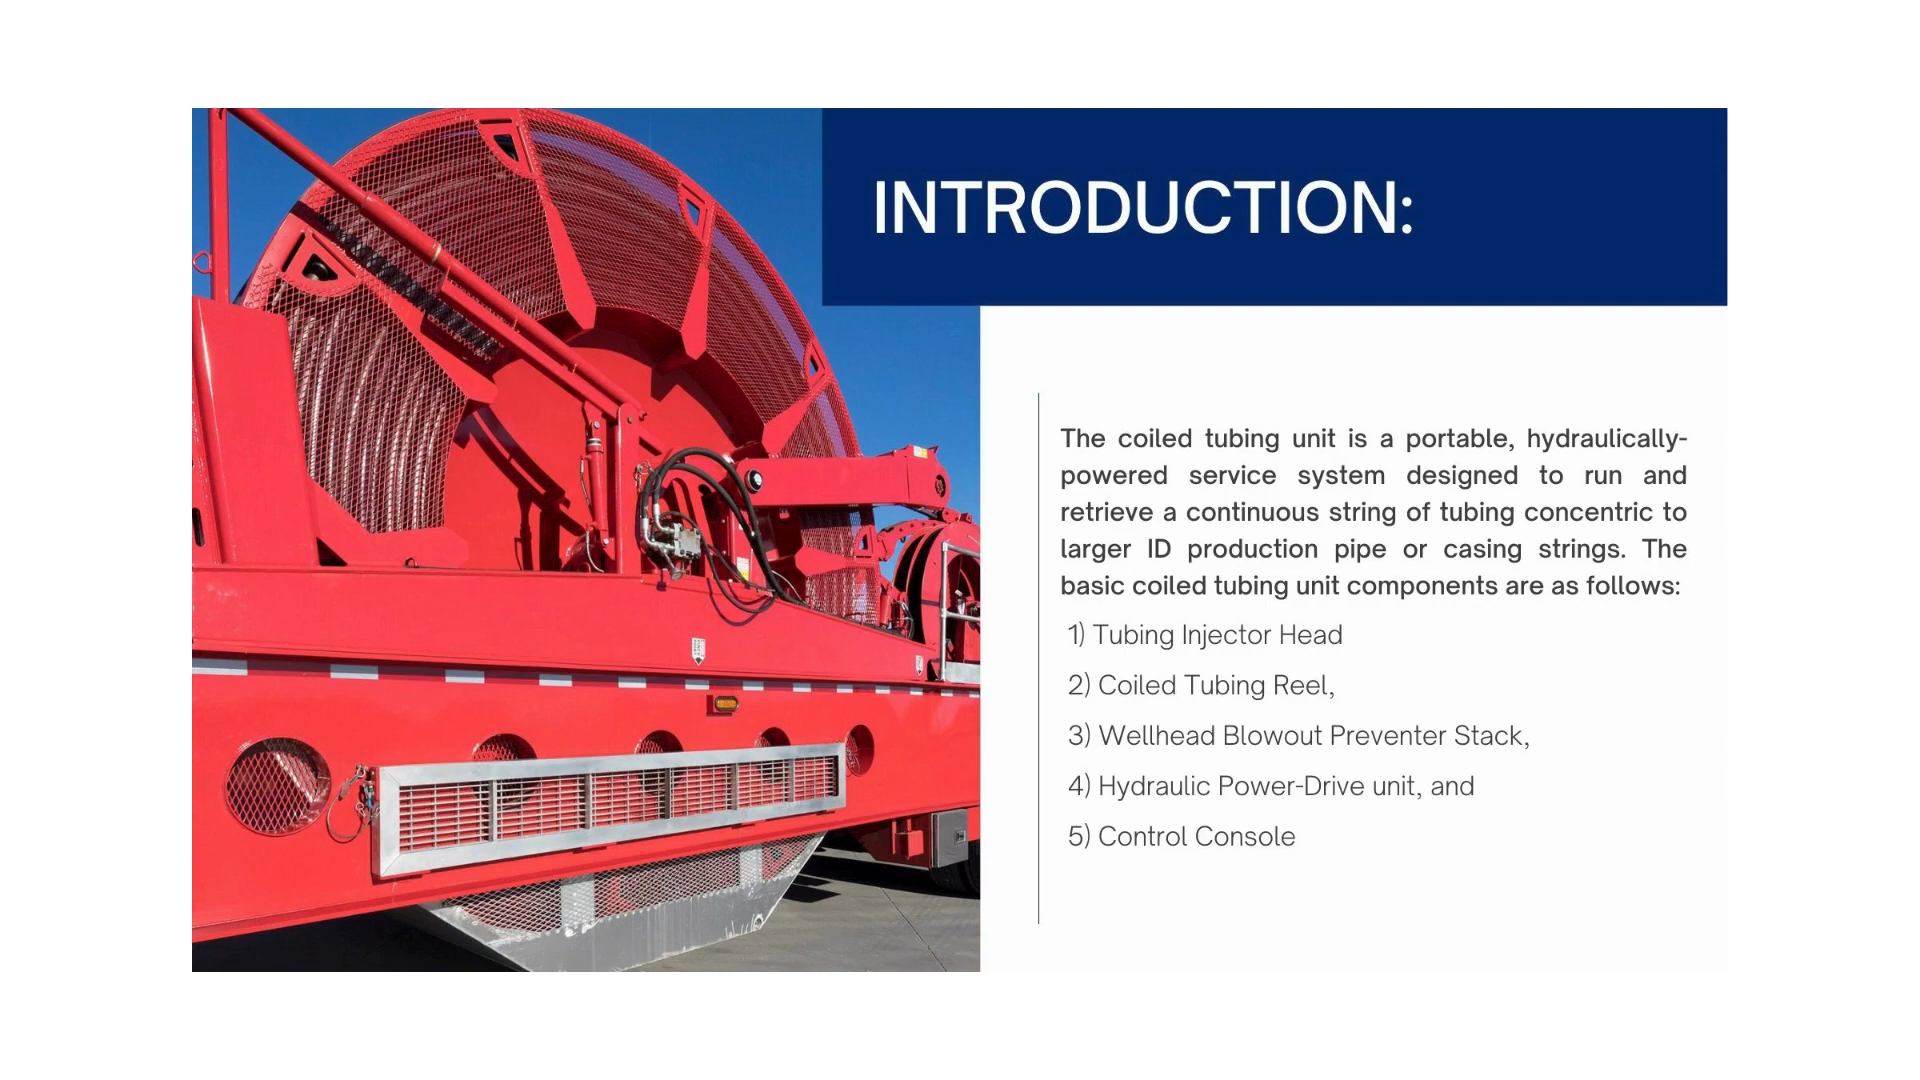 INTRODUCTION:
The coiled tubing unit is a portable, hydraulically-
powered service system designed to run and
retrieve a continuous string of tubing concentric to
larger ID production pipe or casing strings. The
basic coiled tubing unit components are as follows:
1) Tubing Injector Head
2) Coiled Tubing Reel,
3) Wellhead Blowout Preventer Stack,
4) Hydraulic Power-Drive unit, and
5) Control Console